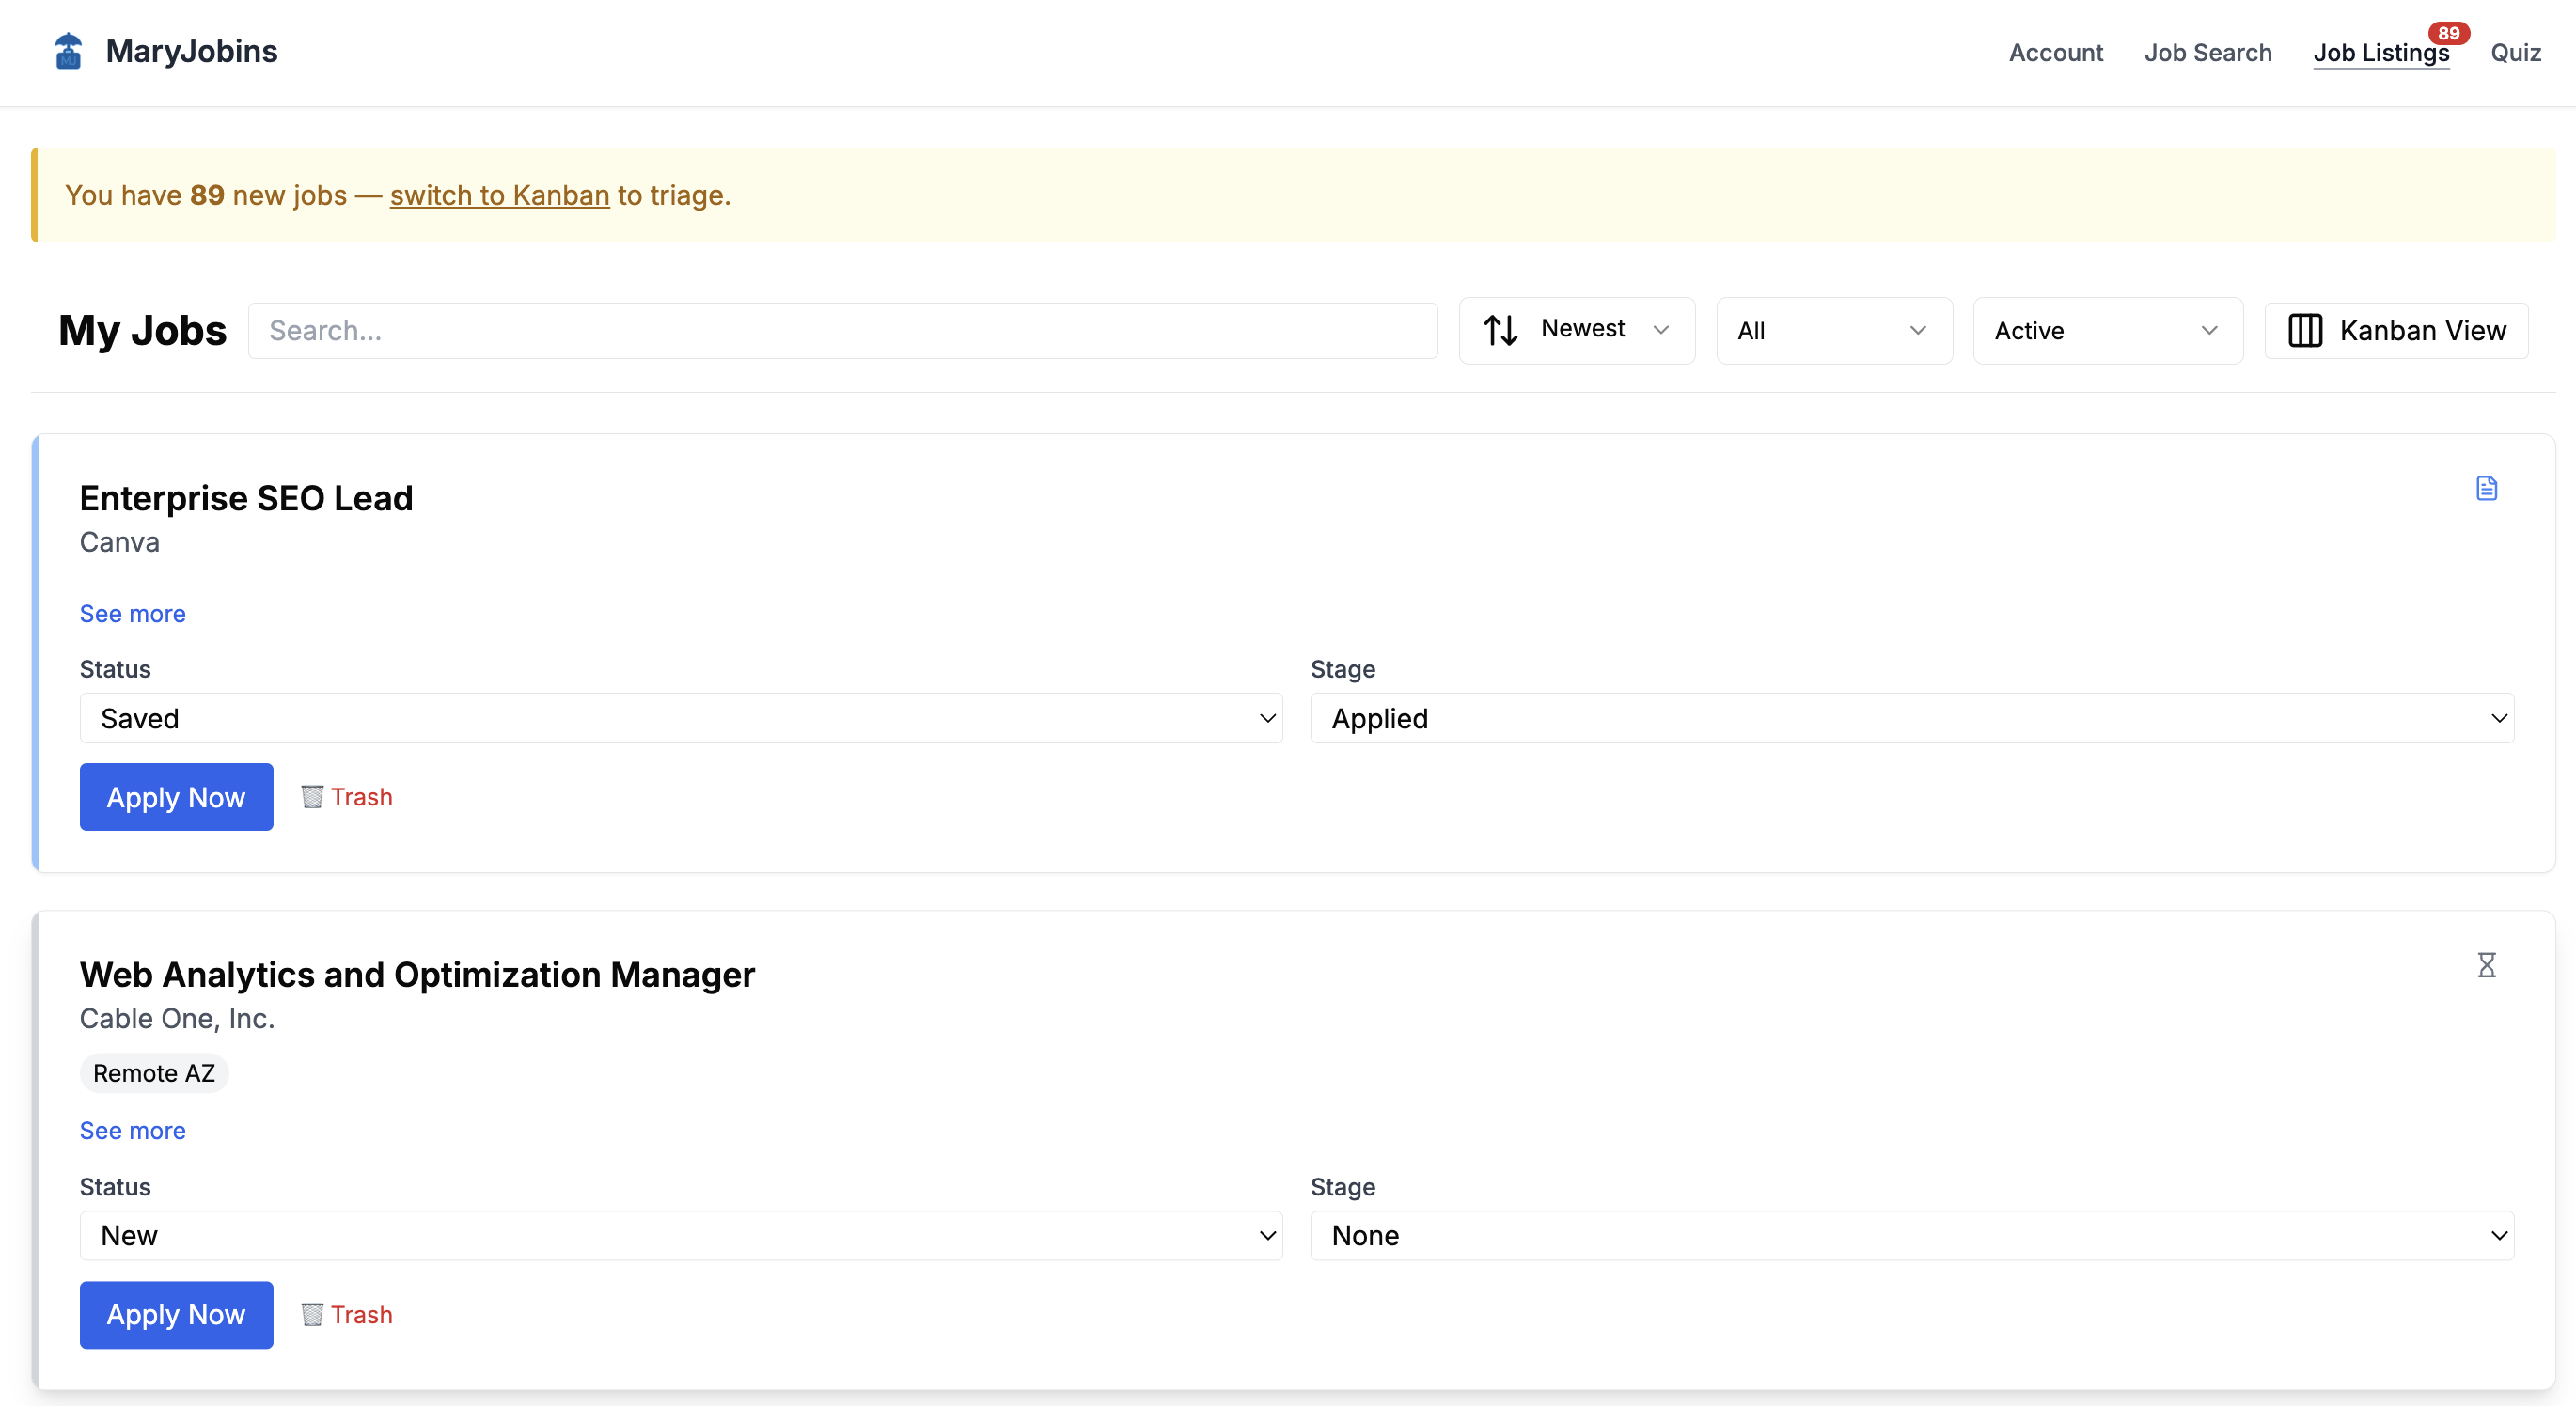 MJ
MaryJobins
Account Job Search Job Listings 89 Quiz
You have 89 new jobs — switch to Kanban to triage.
My Jobs Search... Newest All Active Kanban View
Enterprise SEO Lead
Canva
See more
Status Stage
Saved Applied
Apply Now Trash
Web Analytics and Optimization Manager
Cable One, Inc.
Remote AZ
See more
Status Stage
New None
Apply Now Trash